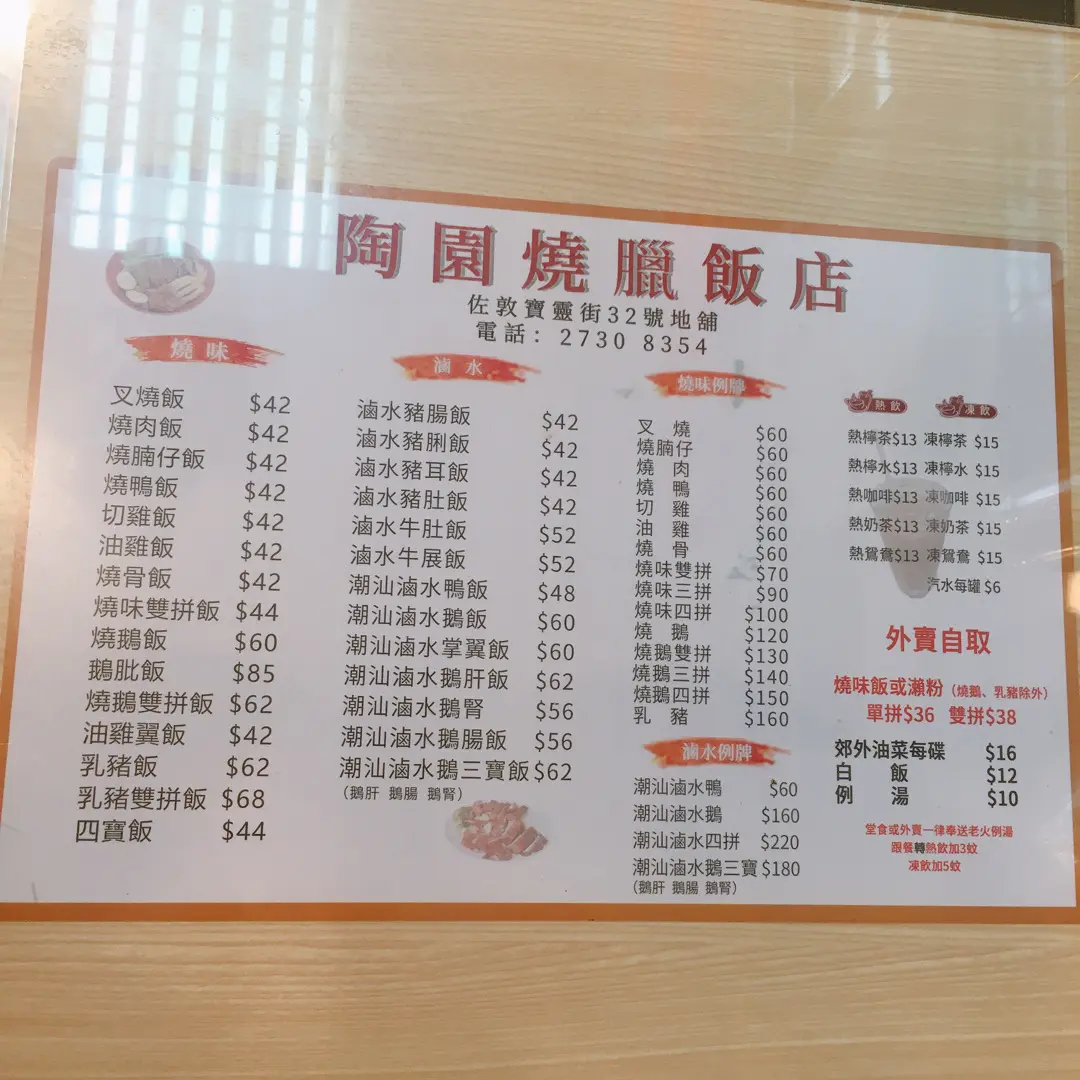 陶園燒臘飯店
佐敦寶靈街32號地舖
電話：2730 8354
燒味
叉燒飯 $42
燒肉飯 $42
燒腩仔飯 $42
燒鴨飯 $42
切雞飯 $42
油雞飯 $42
燒骨飯 $42
燒味雙拼飯 $44
燒鵝飯 $60
鵝肶飯 $85
燒鵝雙拼飯 $62
油雞翼飯 $42
乳豬飯 $62
乳豬雙拼飯 $68
四寶飯 $44
滷水
滷水豬腸飯 $42
滷水豬脷飯 $42
滷水豬耳飯 $42
滷水豬肚飯 $42
滷水牛肚飯 $52
滷水牛展飯 $52
潮汕滷水鴨飯 $48
潮汕滷水鵝飯 $60
潮汕滷水掌翼飯 $60
潮汕滷水鵝肝飯 $62
潮汕滷水鵝腎 $56
潮汕滷水鵝腸飯 $56
潮汕滷水鵝三寶飯 $62
（鵝肝 鵝腸 鵝腎）
燒味例牌
叉燒 $60
燒腩仔 $60
燒肉 $60
燒鴨 $60
切雞 $60
油雞 $60
燒骨 $60
燒味雙拼 $70
燒味三拼 $90
燒味四拼 $100
燒鵝 $120
燒鵝雙拼 $130
燒鵝三拼 $140
燒鵝四拼 $150
乳豬 $160
滷水例牌
潮汕滷水鴨 $60
潮汕滷水鵝 $160
潮汕滷水四拼 $220
潮汕滷水鵝三寶 $180
（鵝肝 鵝腸 鵝腎）
熱飲 凍飲
熱檸茶$13 凍檸茶 $15
熱檸水$13 凍檸水 $15
熱咖啡$13 凍咖啡 $15
熱奶茶$13 凍奶茶 $15
熱鴛鴦$13 凍鴛鴦 $15
汽水每罐 $6
外賣自取
燒味飯或瀨粉（燒鵝、乳豬除外）
單拼$36 雙拼$38
郊外油菜每碟 $16
白飯 $12
例湯 $10
堂食或外賣一律奉送老火例湯
跟餐轉熱飲加3蚊
凍飲加5蚊